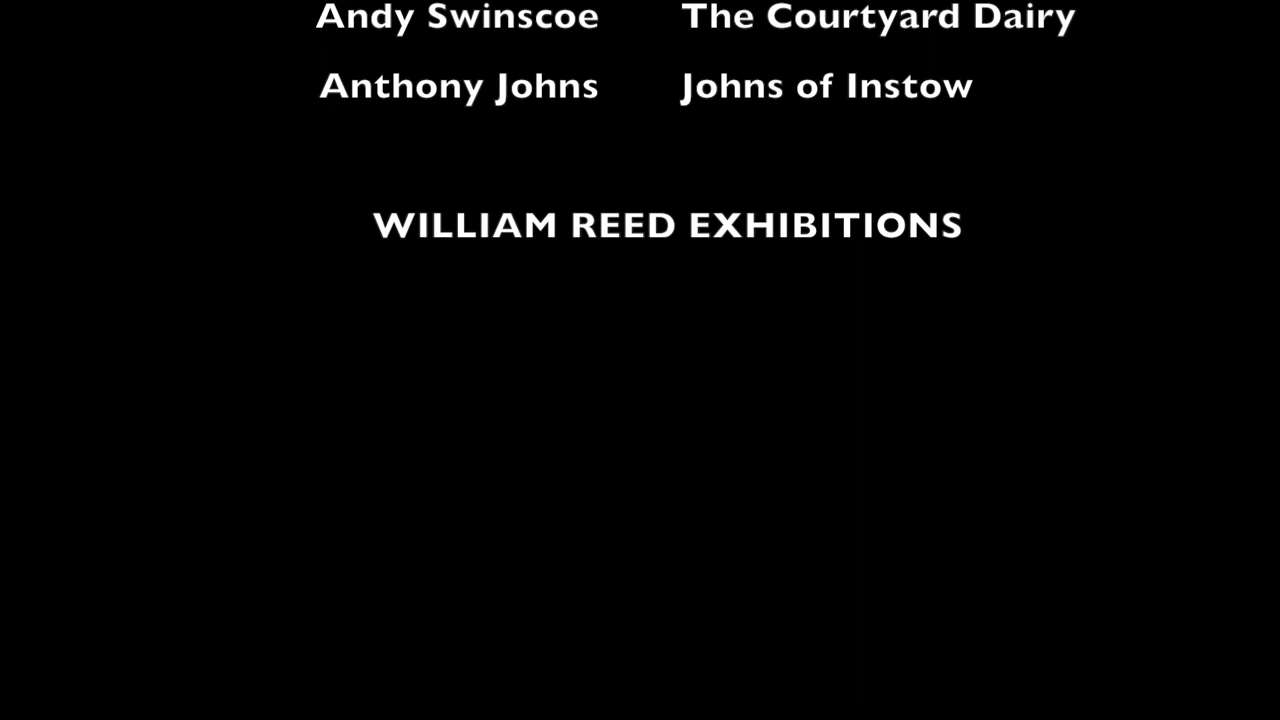 Andy Swinscoe The Courtyard Dairy
Anthony Johns Johns of Instow
WILLIAM REED EXHIBITIONS